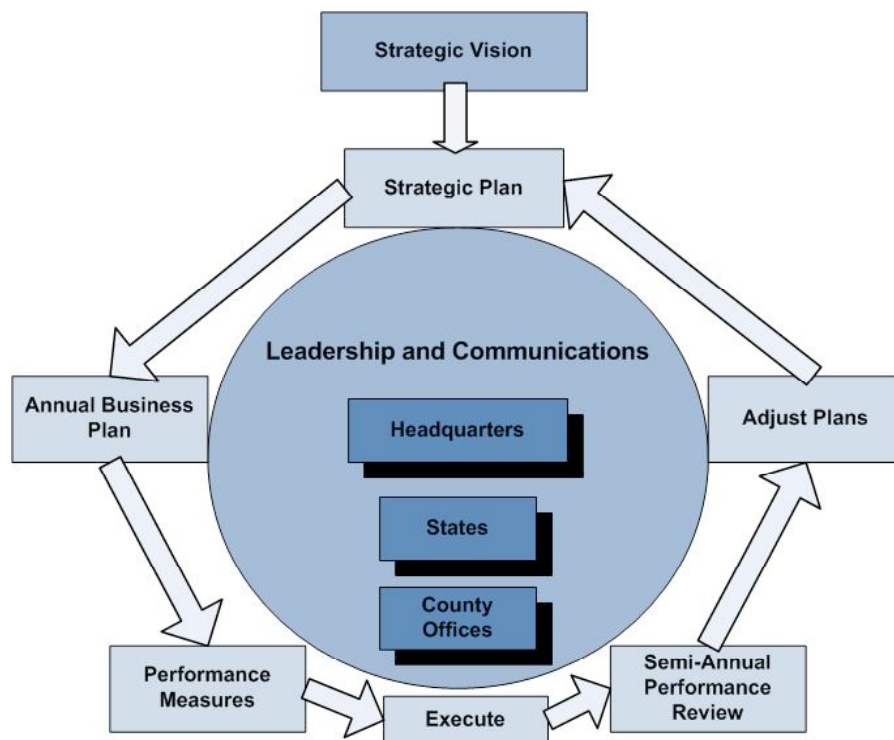 Strategic Vision
Strategic Plan
Leadership and Communications
Annual Business
Plan
Headquarters
Adjust Plans
States
County
Offices
Performance
Measures
Execute
Semi-Annual
Performance
Review